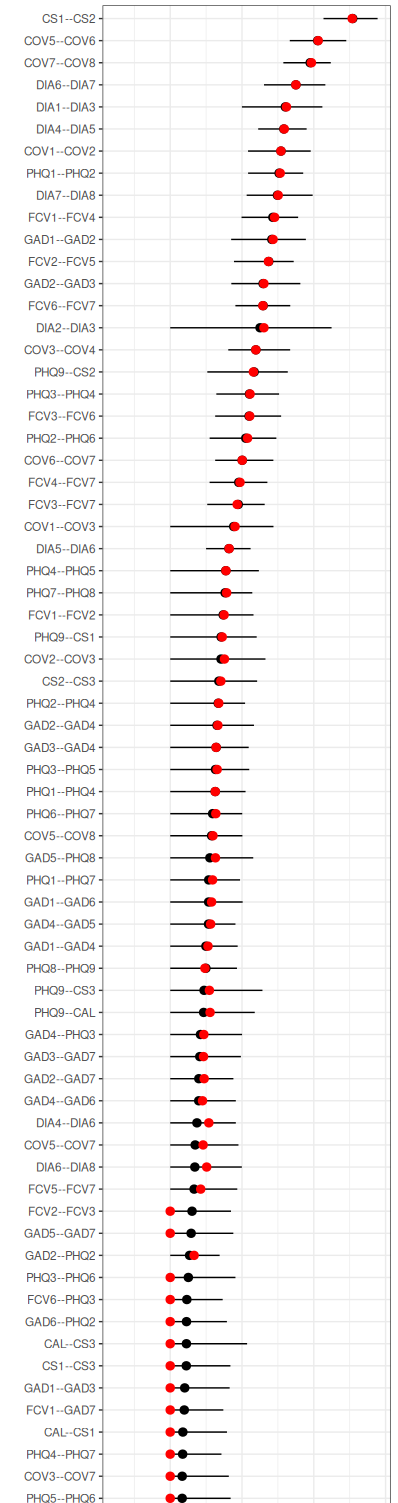 CS1--CS2
COV5--COV6
COV7--COV8
DIA6--DIA7
DIA1--DIA3
DIA4--DIA5
COV1--COV2
PHQ1--PHQ2
DIA7--DIA8
FCV1--FCV4
GAD1--GAD2
FCV2--FCV5
GAD2--GAD3
FCV6--FCV7
DIA2--DIA3
COV3--COV4
PHQ9--CS2
PHQ3--PHQ4
FCV3--FCV6
PHQ2--PHQ6
COV6--COV7
FCV4--FCV7
FCV3--FCV7
COV1--COV3
DIA5--DIA6
PHQ4--PHQ5
PHQ7--PHQ8
FCV1--FCV2
PHQ9--CS1
COV2--COV3
CS2--CS3
PHQ2--PHQ4
GAD2--GAD4
GAD3--GAD4
PHQ3--PHQ5
PHQ1--PHQ4
PHQ6--PHQ7
COV5--COV8
GAD5--PHQ8
PHQ1--PHQ7
GAD1--GAD6
GAD4--GAD5
GAD1--GAD4
PHQ8--PHQ9
PHQ9--CS3
PHQ9--CAL
GAD4--PHQ3
GAD3--GAD7
GAD2--GAD7
GAD4--GAD6
DIA4--DIA6
COV5--COV7
DIA6--DIA8
FCV5--FCV7
FCV2--FCV3
GAD5--GAD7
GAD2--PHQ2
PHQ3--PHQ6
FCV6--PHQ3
GAD6--PHQ2
CAL--CS3
CS1--CS3
GAD1--GAD3
FCV1--GAD7
CAL--CS1
PHQ4--PHQ7
COV3--COV7
PHQ5--PHQ6